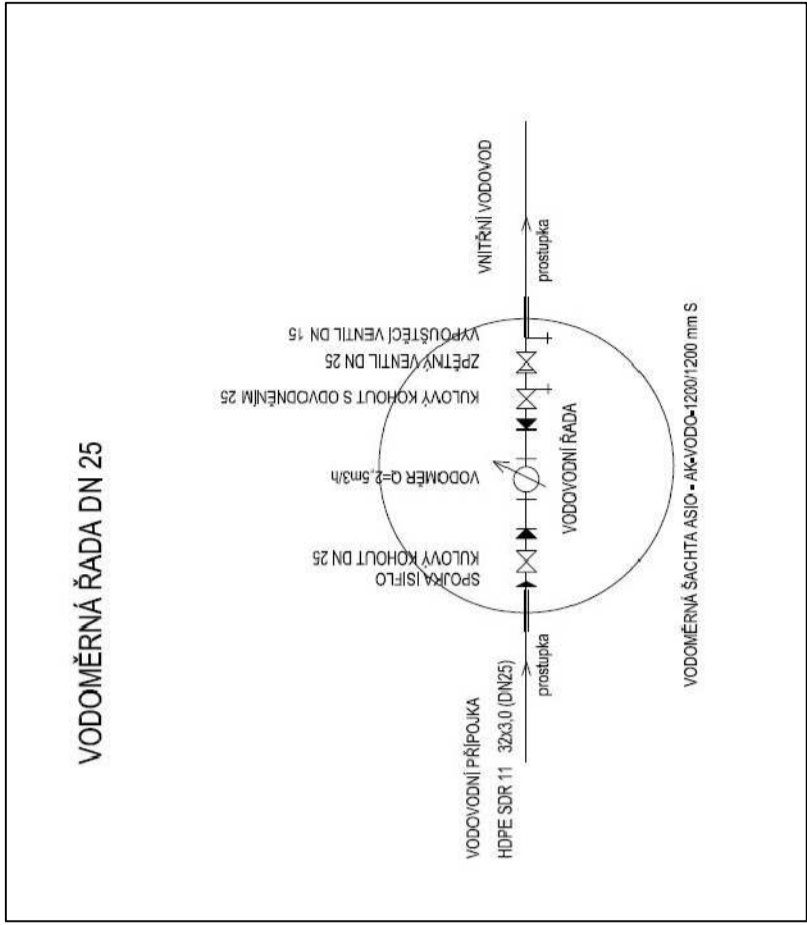 VODOMĚRNÁ ŘADA DN 25
VODOVODNÍ PŘÍPOJKA
HDPE SDR 11 32x3,0 (DN25)
prostupka
SPOJKA ISIFLO
KULOVÝ KOHOUT DN 25
VODOMĚR Q=2,5m3/h
KULOVÝ KOHOUT S ODVODNĚNÍM 25
ZPĚTNÝ VENTIL DN 25
VYPOUŠTĚCÍ VENTIL DN 15
VODOVODNÍ ŘADA
VNITŘNÍ VODOVOD
prostupka
VODOMĚRNÁ ŠACHTA ASIO - AK-VODO-1200/1200 mm S